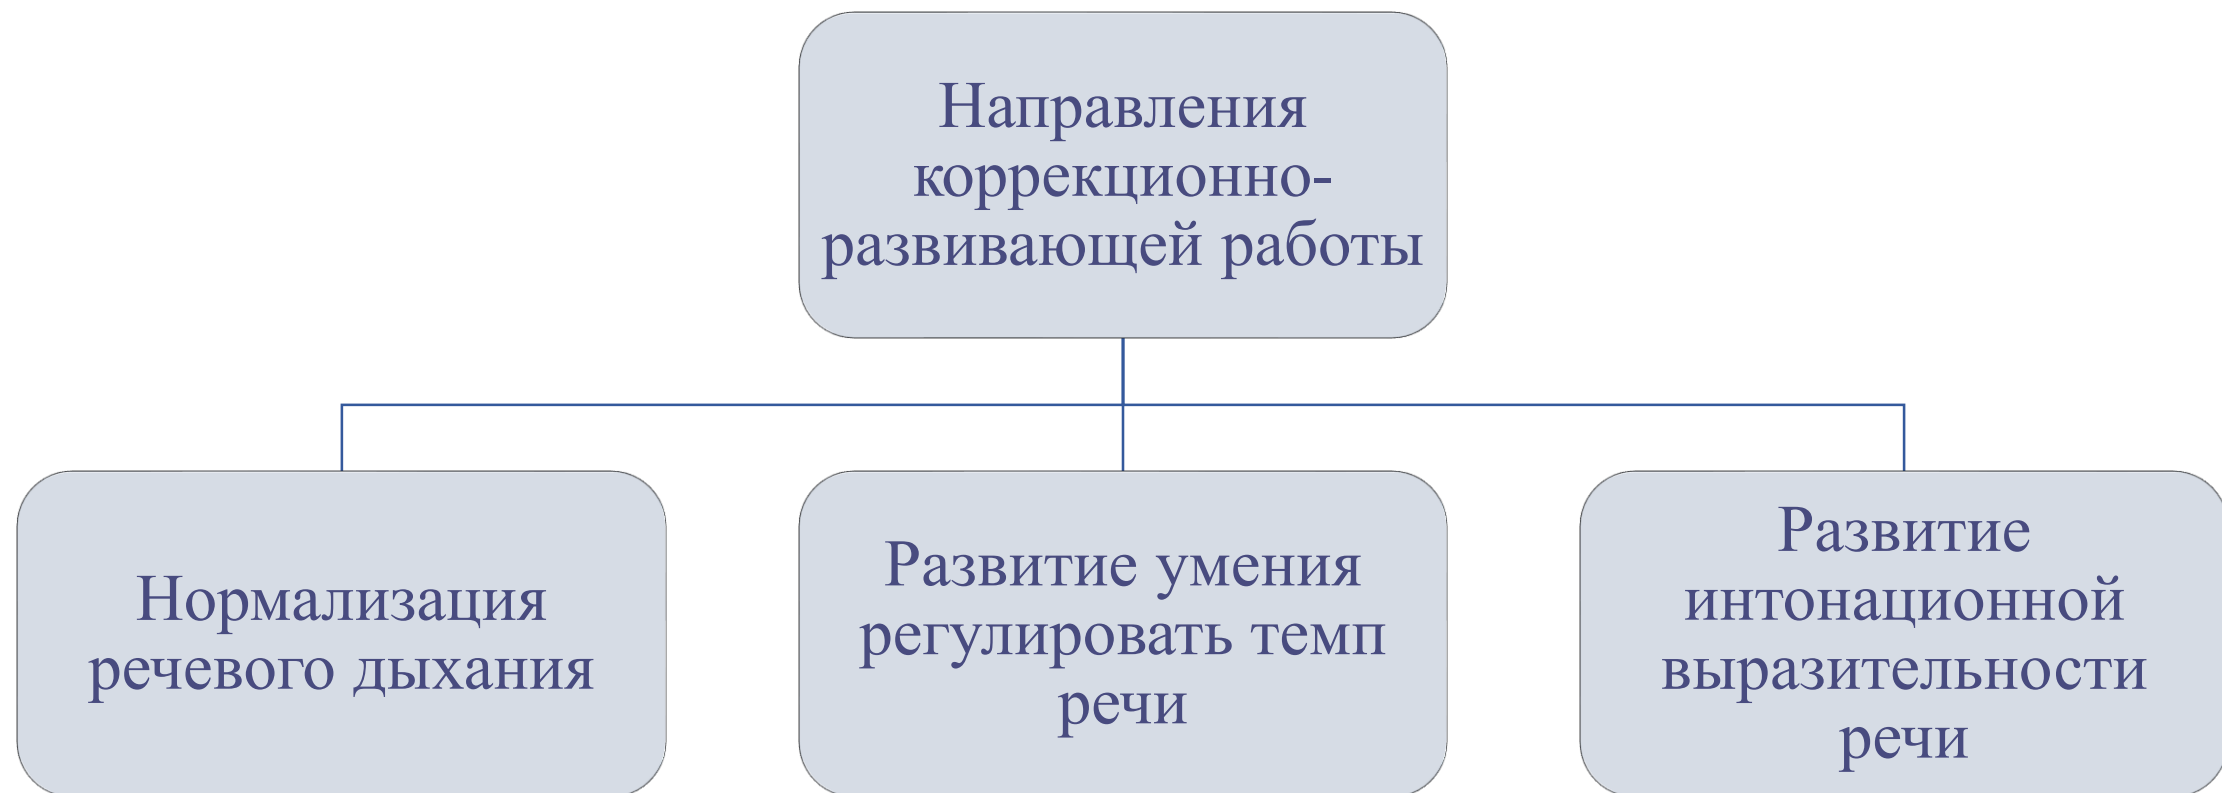 Направления
коррекционно-
развивающей работы
Нормализация
речевого дыхания
Развитие умения
регулировать темп
речи
Развитие
интонационной
выразительности
речи